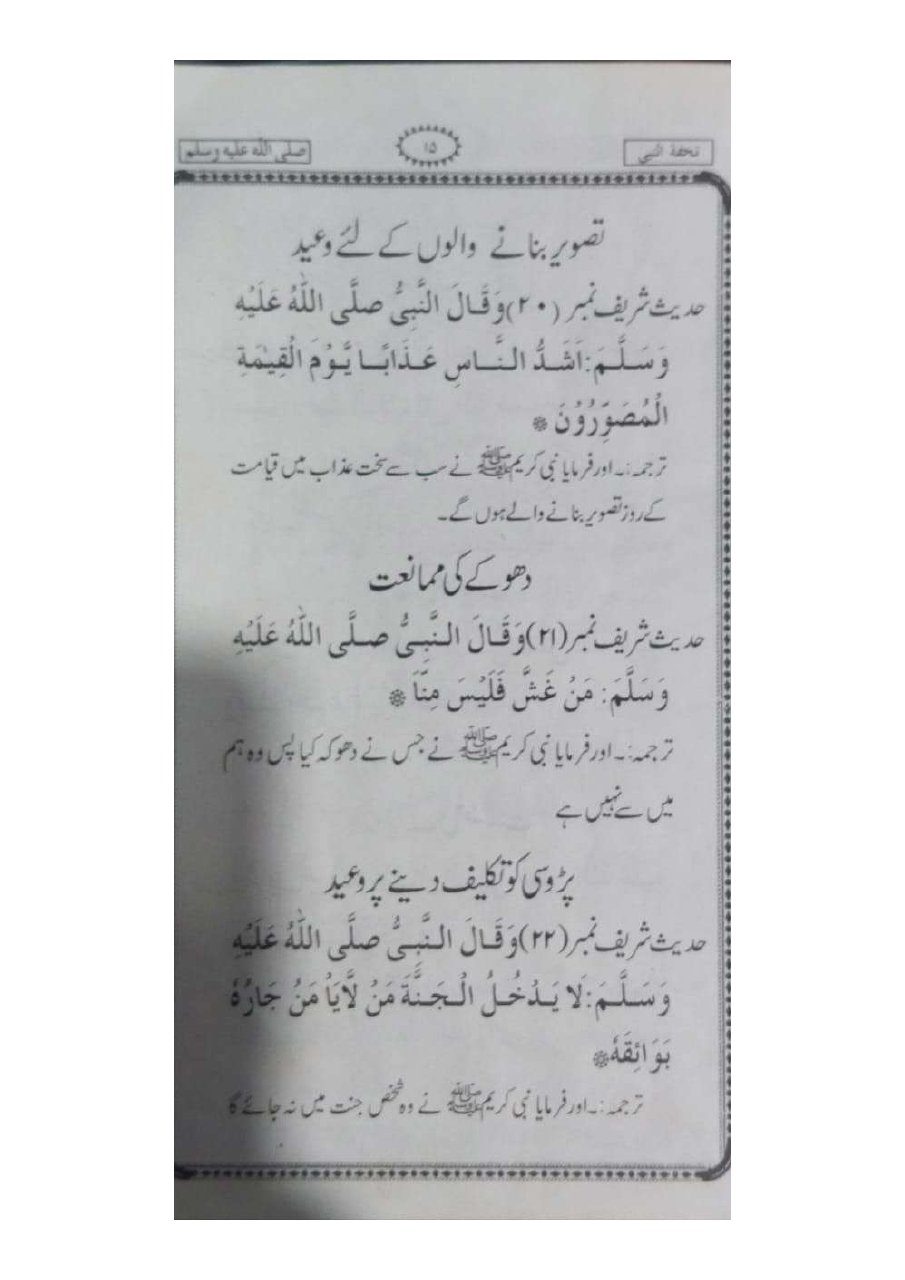 تحفۃ النبی ۱۵ صلی اللہ علیہ وسلم
تصویر بنانے والوں کے لئے وعید
حدیث شریف نمبر (۲۰) وَقَالَ النَّبِیُّ صلَّی اللّٰہُ عَلَیْہِ
وَسَلَّمَ: اَشَدُّ النَّاسِ عَذَابًا یَّوْمَ الْقِیٰمَۃِ
الْمُصَوِّرُوْنَ ٭
ترجمہ:۔ اور فرمایا نبی کریم ﷺ نے سب سے سخت عذاب میں قیامت
کے روز تصویر بنانے والے ہوں گے۔
دھوکے کی ممانعت
حدیث شریف نمبر (۲۱) وَقَالَ النَّبِیُّ صلَّی اللّٰہُ عَلَیْہِ
وَسَلَّمَ: مَنْ غَشَّ فَلَیْسَ مِنَّا ٭
ترجمہ:۔ اور فرمایا نبی کریم ﷺ نے جس نے دھوکہ کیا پس وہ ہم
میں سے نہیں ہے
پڑوسی کو تکلیف دینے پر وعید
حدیث شریف نمبر (۲۲) وَقَالَ النَّبِیُّ صلَّی اللّٰہُ عَلَیْہِ
وَسَلَّمَ: لَا یَدْخُلُ الْجَنَّۃَ مَنْ لَّا یَاْمَنُ جَارُہٗ
بَوَائِقَہٗ ٭
ترجمہ:۔ اور فرمایا نبی کریم ﷺ نے وہ شخص جنت میں نہ جائے گا